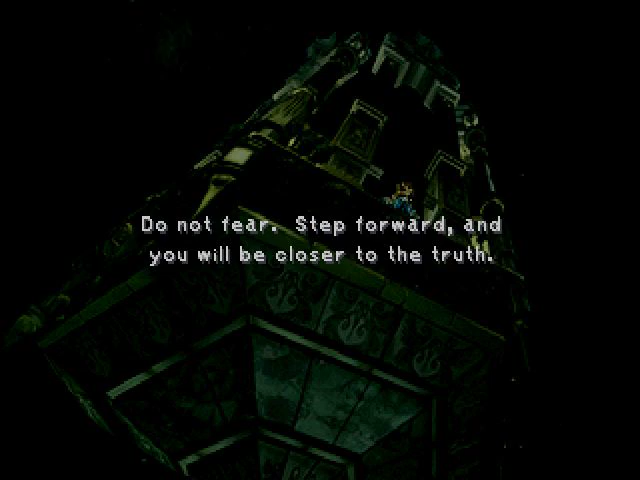 Do not fear. Step forward, and
you will be closer to the truth.